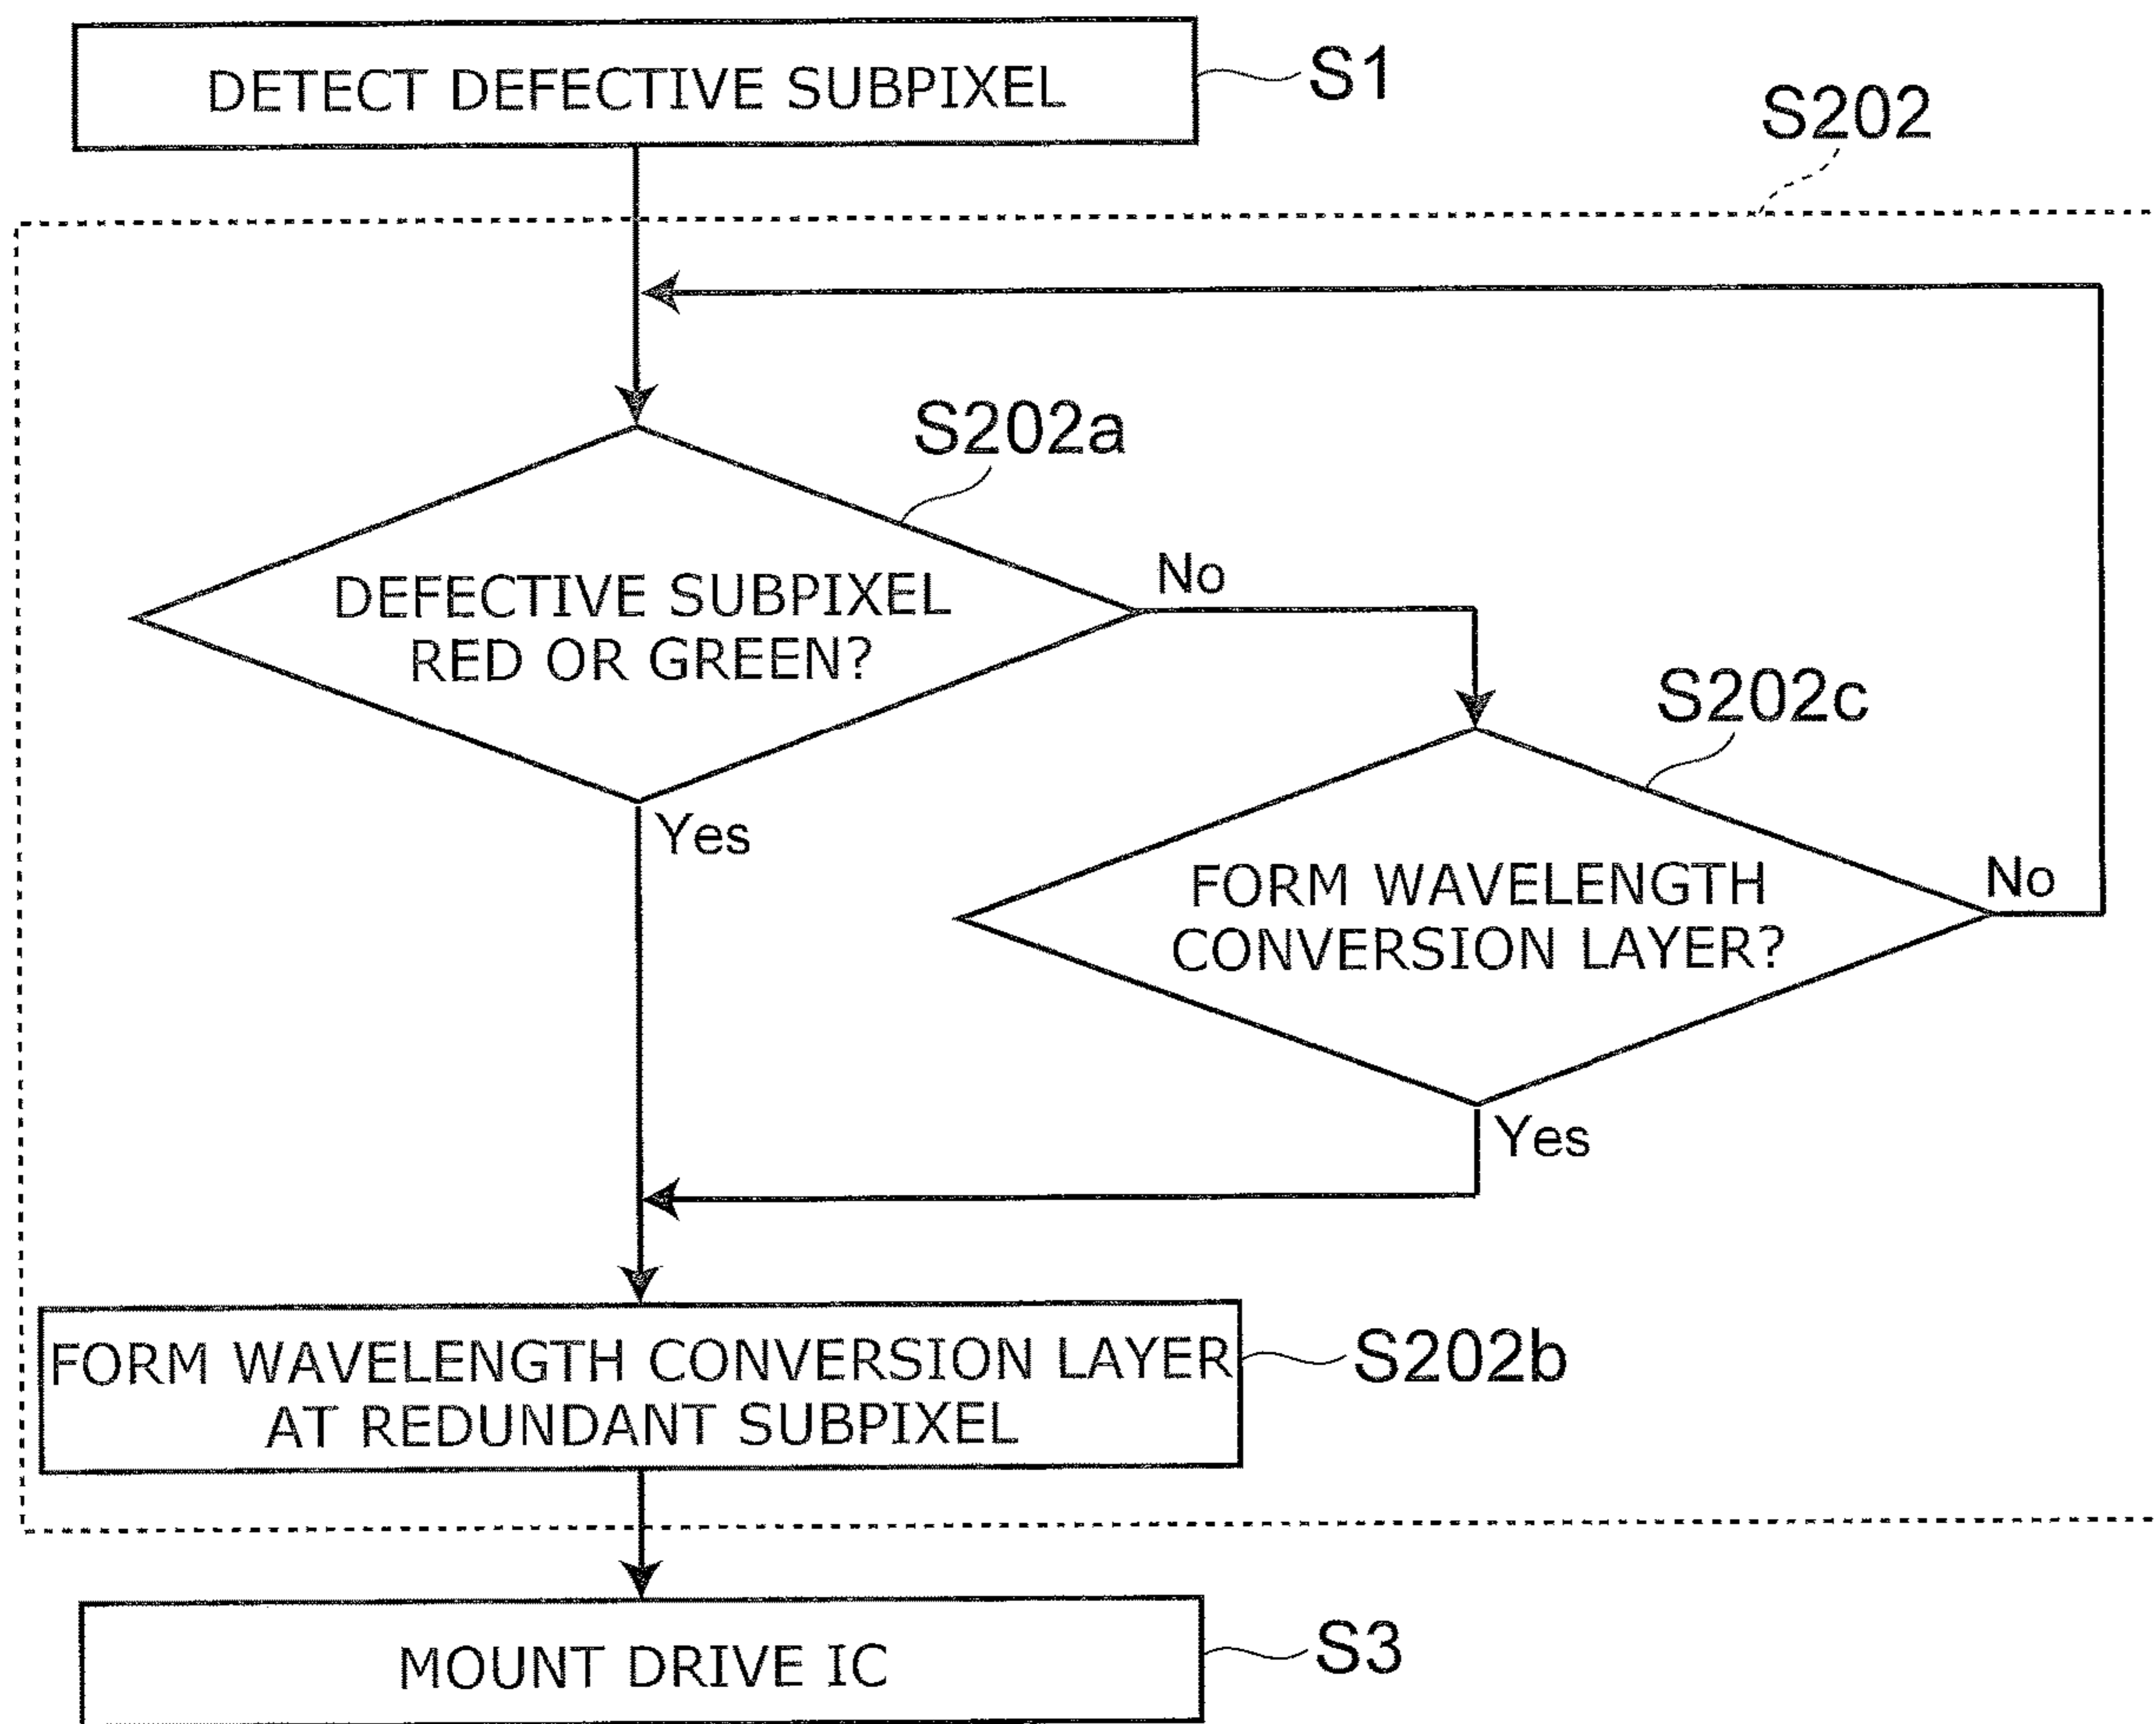 DETECT DEFECTIVE SUBPIXEL
S1
S202
S202a
DEFECTIVE SUBPIXEL
RED OR GREEN?
No
Yes
S202c
FORM WAVELENGTH
CONVERSION LAYER?
No
Yes
FORM WAVELENGTH CONVERSION LAYER
AT REDUNDANT SUBPIXEL
S202b
MOUNT DRIVE IC
S3